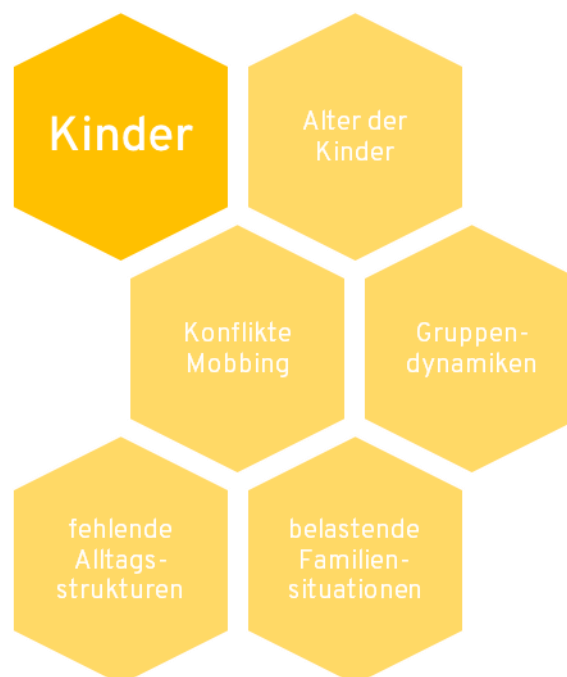 Kinder
Alter der
Kinder
Konflikte
Mobbing
Gruppen-
dynamiken
fehlende
Alltags-
strukturen
belastende
Familien-
situationen